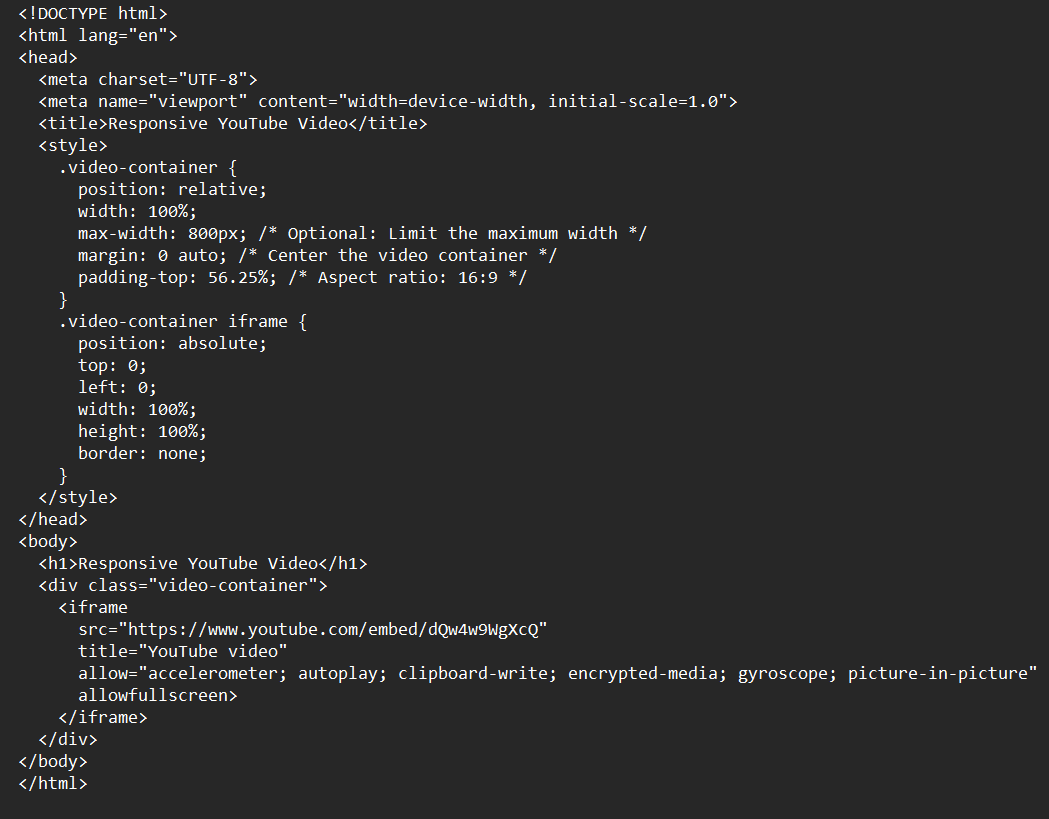 <!DOCTYPE html>
<html lang="en">
<head>
  <meta charset="UTF-8">
  <meta name="viewport" content="width=device-width, initial-scale=1.0">
  <title>Responsive YouTube Video</title>
  <style>
    .video-container {
      position: relative;
      width: 100%;
      max-width: 800px; /* Optional: Limit the maximum width */
      margin: 0 auto; /* Center the video container */
      padding-top: 56.25%; /* Aspect ratio: 16:9 */
    }
    .video-container iframe {
      position: absolute;
      top: 0;
      left: 0;
      width: 100%;
      height: 100%;
      border: none;
    }
  </style>
</head>
<body>
  <h1>Responsive YouTube Video</h1>
  <div class="video-container">
    <iframe
      src="https://www.youtube.com/embed/dQw4w9WgXcQ"
      title="YouTube video"
      allow="accelerometer; autoplay; clipboard-write; encrypted-media; gyroscope; picture-in-picture"
      allowfullscreen>
    </iframe>
  </div>
</body>
</html>